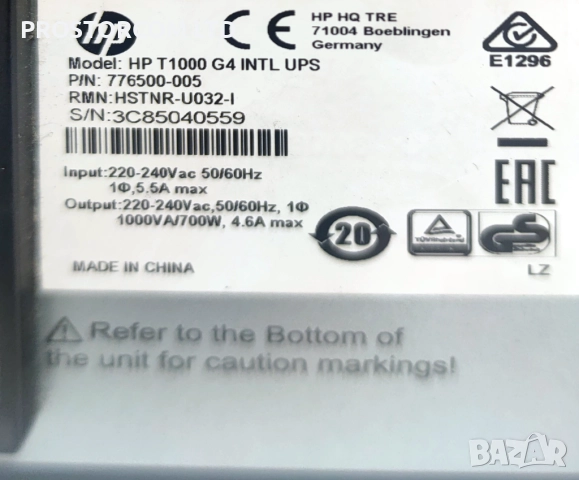 hp
HP HQ TRE
71004 Boeblingen
Germany
E1296
Model: HP T1000 G4 INTL UPS
P/N: 776500-005
RMN:HSTNR-U032-I
S/N:3C85040559
Input:220-240Vac 50/60Hz
1Φ,5.5A max
Output:220-240Vac,50/60Hz, 1Φ
1000VA/700W, 4.6A max
EAC
20
MADE IN CHINA
LZ
⚠ Refer to the Bottom of
the unit for caution markings!
BAZAR